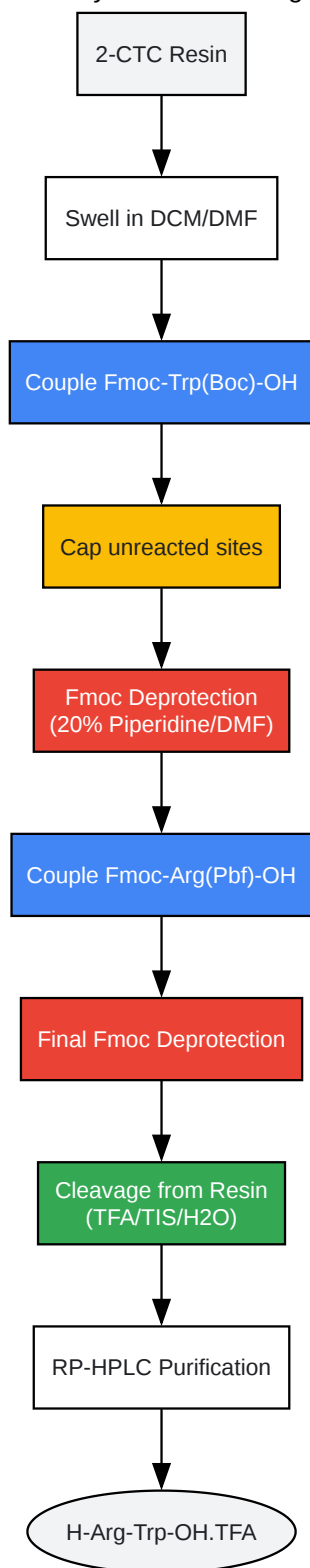 2-CTC Resin
Swell in DCM/DMF
Couple Fmoc-Trp(Boc)-OH
Cap unreacted sites
Fmoc Deprotection
(20% Piperidine/DMF)
Couple Fmoc-Arg(Pbf)-OH
Final Fmoc Deprotection
Cleavage from Resin
(TFA/TIS/H2O)
RP-HPLC Purification
H-Arg-Trp-OH.TFA